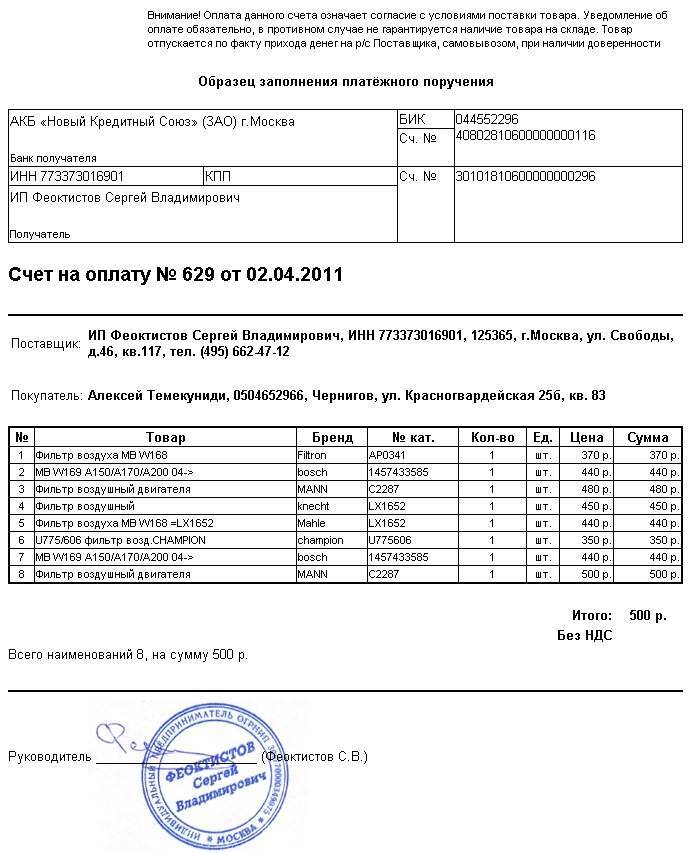 Внимание! Оплата данного счета означает согласие с условиями поставки товара. Уведомление об
оплате обязательно, в противном случае не гарантируется наличие товара на складе. Товар
отпускается по факту прихода денег на р/с Поставщика, самовывозом, при наличии доверенности
Образец заполнения платёжного поручения
АКБ «Новый Кредитный Союз» (ЗАО) г.Москва БИК 044552296
Сч. № 40802810600000000116
Банк получателя
ИНН 773373016901 КПП Сч. № 30101810600000000296
ИП Феоктистов Сергей Владимирович
Получатель
Счет на оплату № 629 от 02.04.2011
Поставщик: ИП Феоктистов Сергей Владимирович, ИНН 773373016901, 125365, г.Москва, ул. Свободы,
д.46, кв.117, тел. (495) 662-47-12
Покупатель: Алексей Темекуниди, 0504652966, Чернигов, ул. Красногвардейская 25б, кв. 83
№ Товар Бренд № кат. Кол-во Ед. Цена Сумма
1 Фильтр воздуха MB W168 Filtron AP0341 1 шт. 370 р. 370 р.
2 MB W169 A150/A170/A200 04-> bosch 1457433585 1 шт. 440 р. 440 р.
3 Фильтр воздушный двигателя MANN C2287 1 шт. 480 р. 480 р.
4 Фильтр воздушный knecht LX1652 1 шт. 450 р. 450 р.
5 Фильтр воздуха MB W168 =LX1652 Mahle LX1652 1 шт. 440 р. 440 р.
6 U775/606 фильтр возд.CHAMPION champion U775606 1 шт. 350 р. 350 р.
7 MB W169 A150/A170/A200 04-> bosch 1457433585 1 шт. 440 р. 440 р.
8 Фильтр воздушный двигателя MANN C2287 1 шт. 500 р. 500 р.
Итого: 500 р.
Без НДС
Всего наименований 8, на сумму 500 р.
Руководитель (Феоктистов С.В.)
ИНДИВИДУАЛЬНЫЙ ПРЕДПРИНИМАТЕЛЬ ОГРНИП
ФЕОКТИСТОВ
Сергей
Владимирович
* МОСКВА *